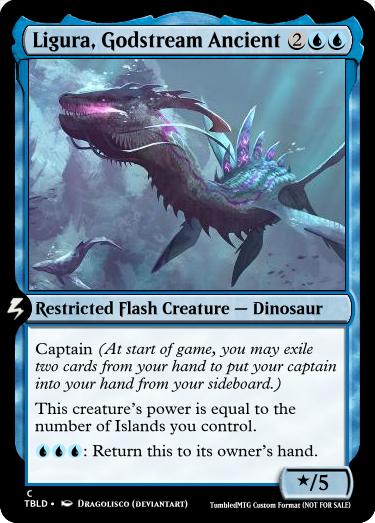 Ligura, Godstream Ancient 2
Restricted Flash Creature — Dinosaur
Captain (At start of game, you may exile
two cards from your hand to put your captain
into your hand from your sideboard.)
This creature's power is equal to the
number of Islands you control.
: Return this to its owner's hand.
★/5
C
TBLD • Dragolisco (deviantart)
TumbledMTG Custom Format (NOT FOR SALE)